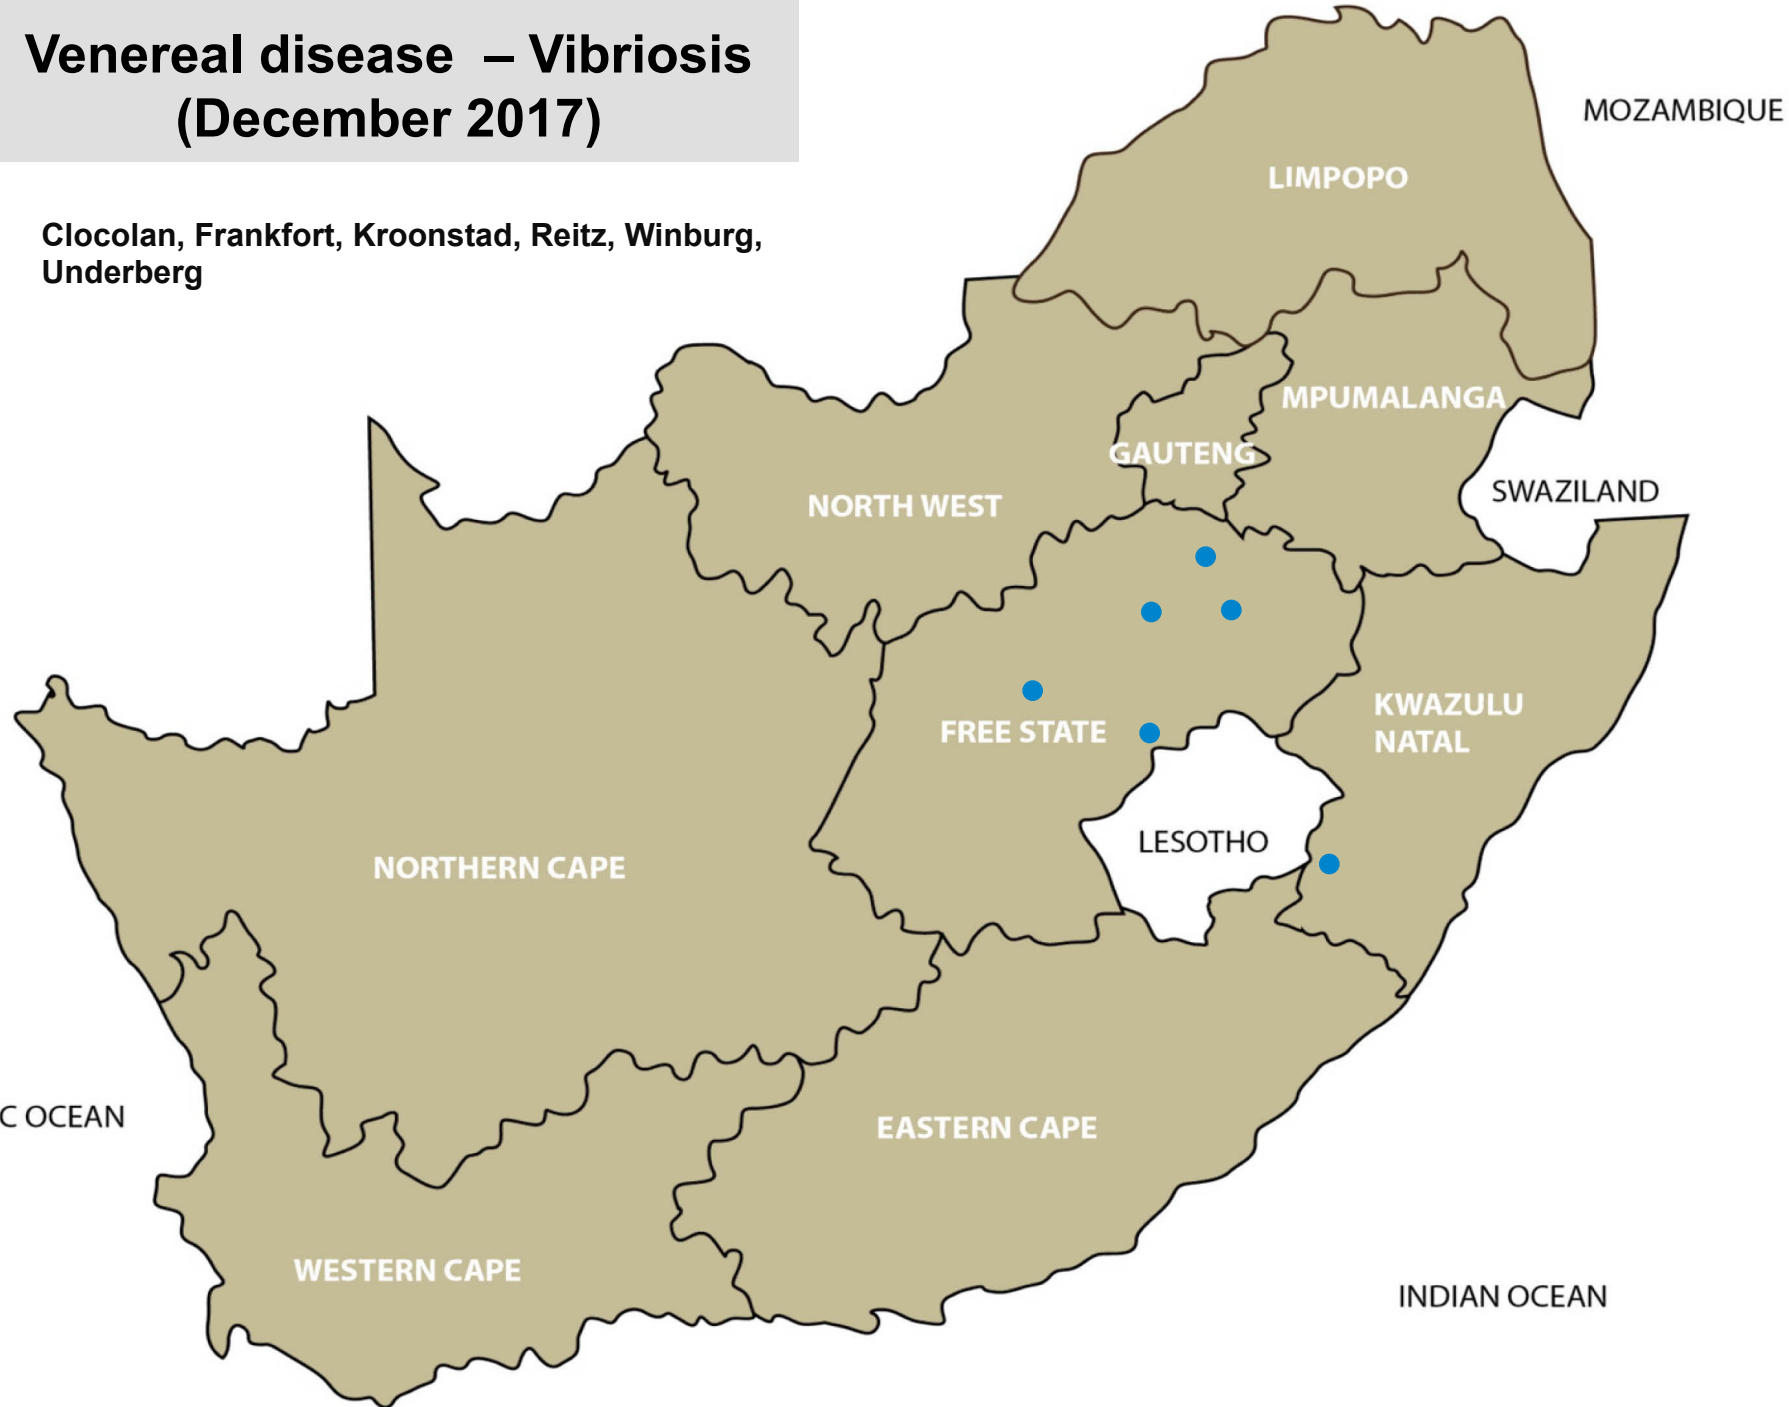 Venereal disease – Vibriosis
(December 2017)
Clocolan, Frankfort, Kroonstad, Reitz, Winburg,
Underberg
MOZAMBIQUE
LIMPOPO
MPUMALANGA
GAUTENG
SWAZILAND
NORTH WEST
KWAZULU
NATAL
FREE STATE
LESOTHO
NORTHERN CAPE
C OCEAN
EASTERN CAPE
WESTERN CAPE
INDIAN OCEAN